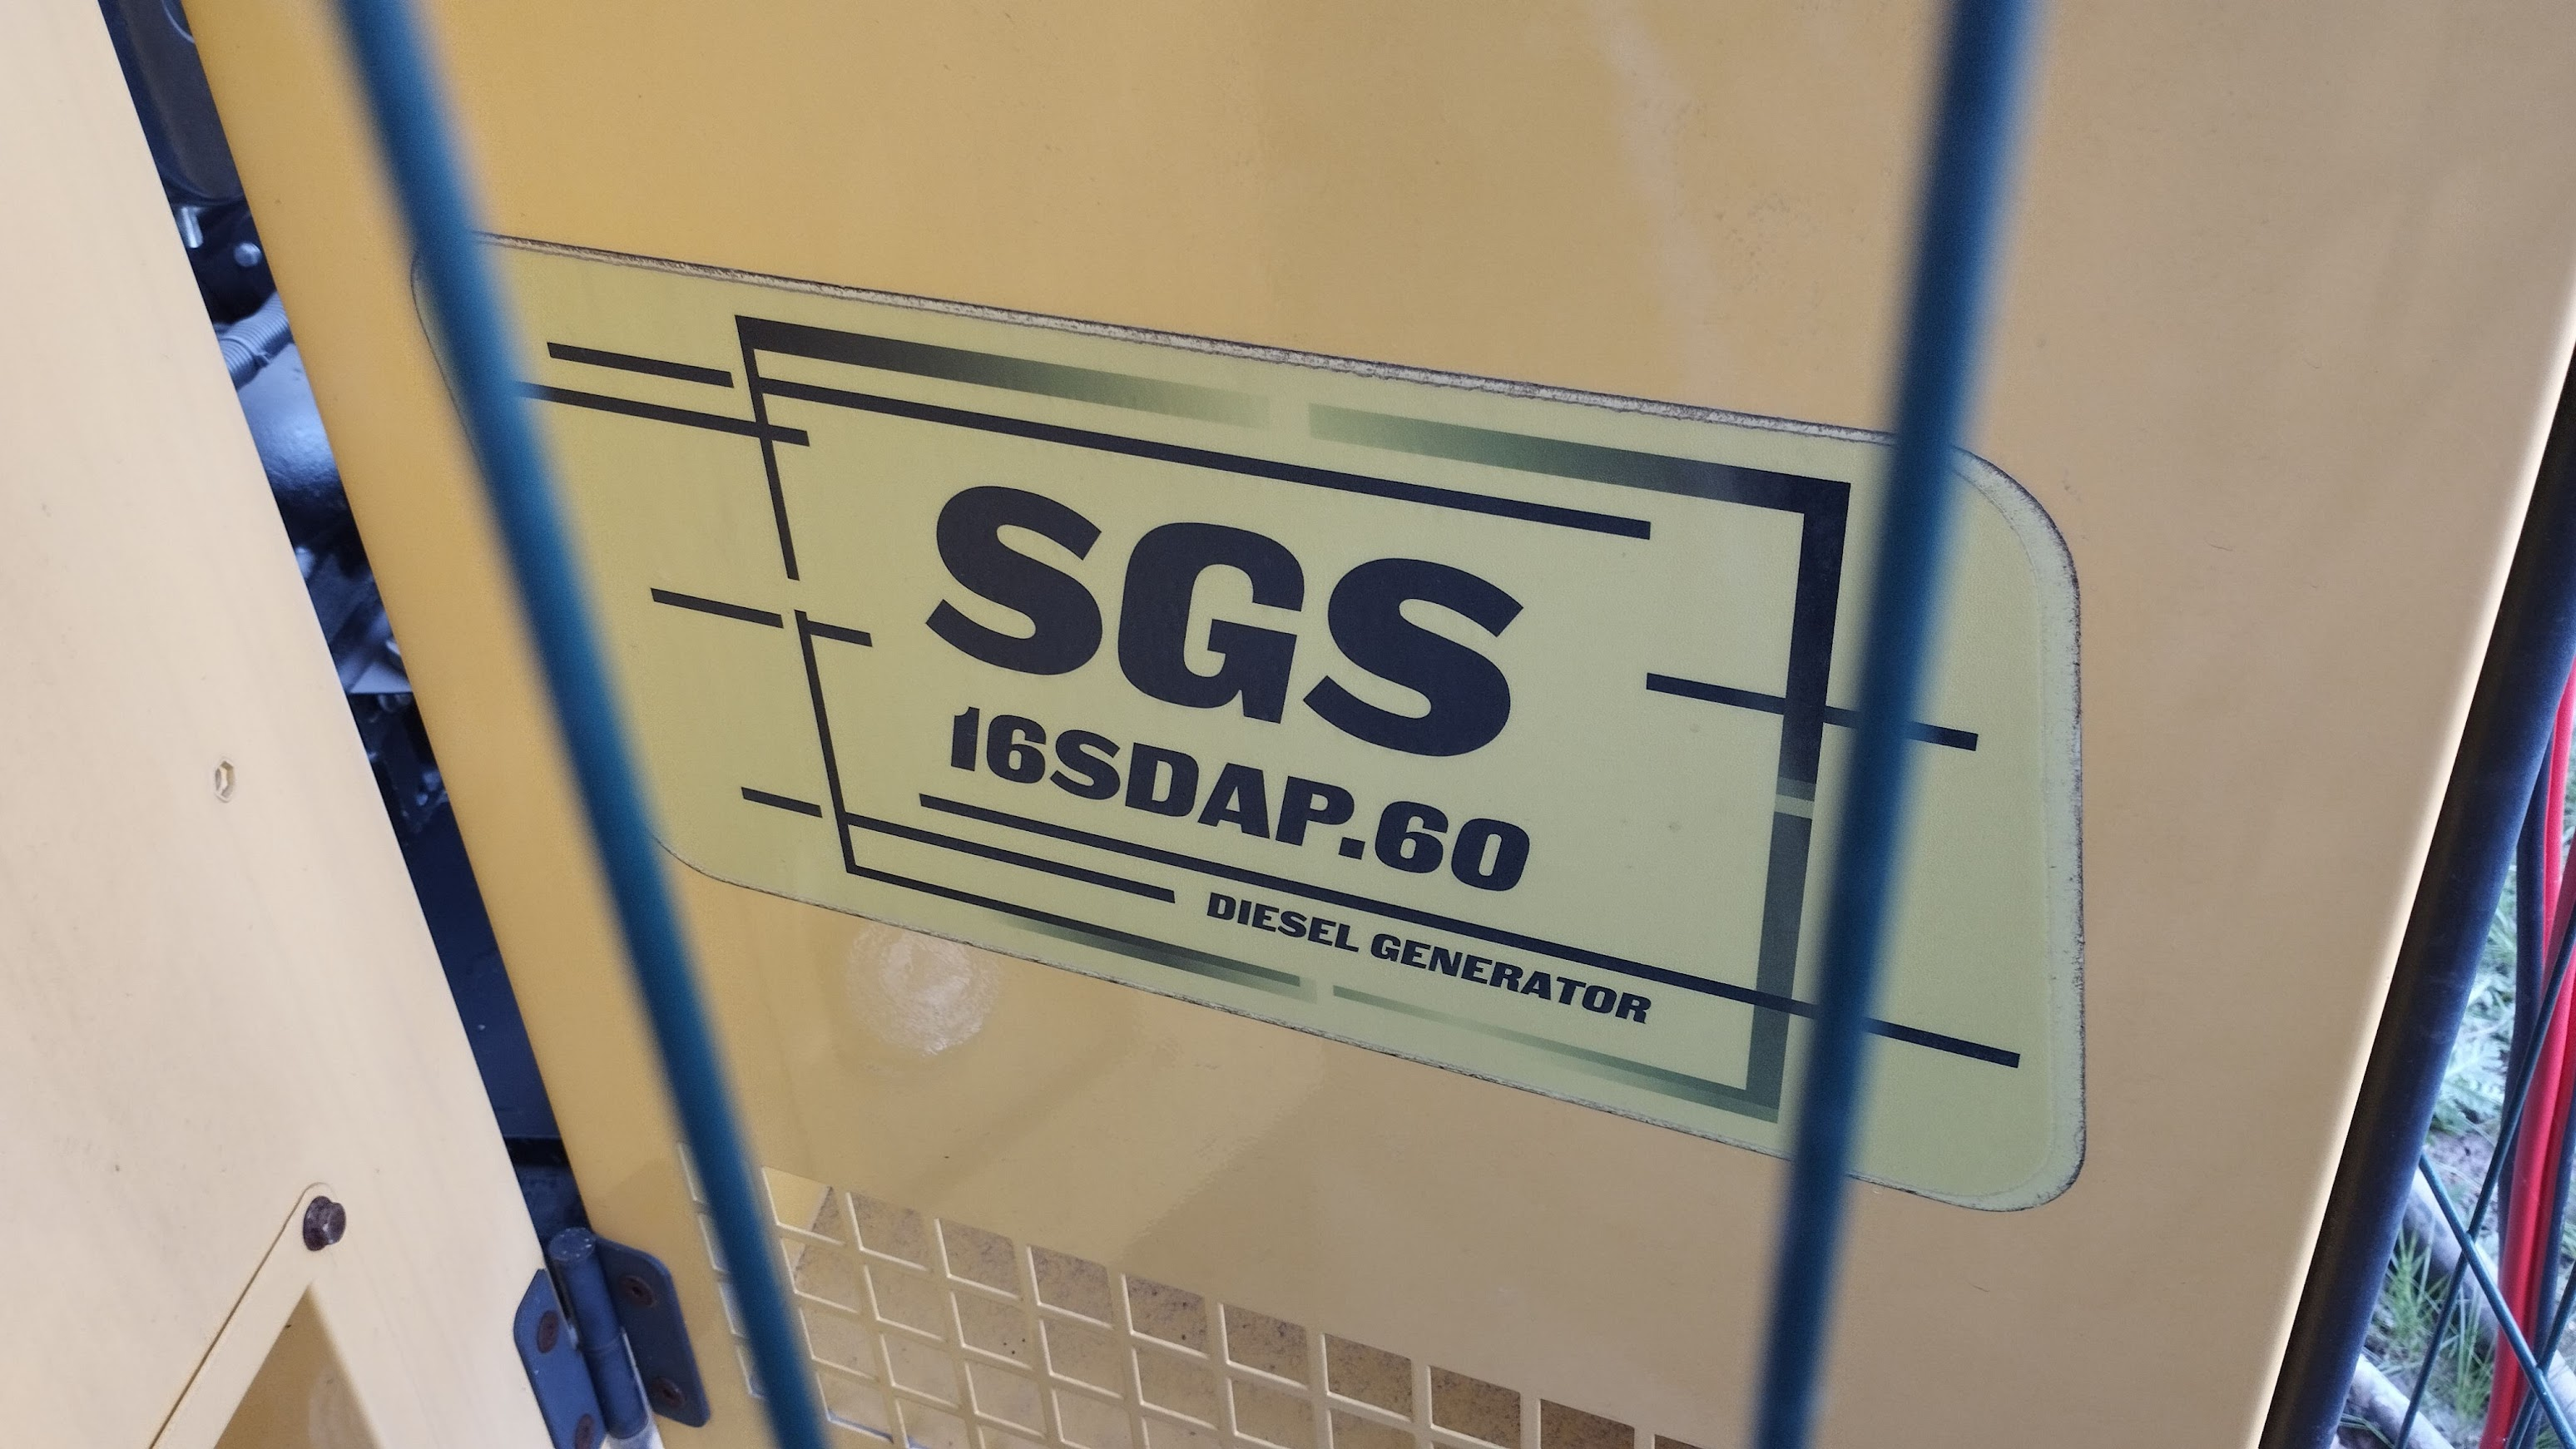 SGS
16SDAP.60
DIESEL GENERATOR